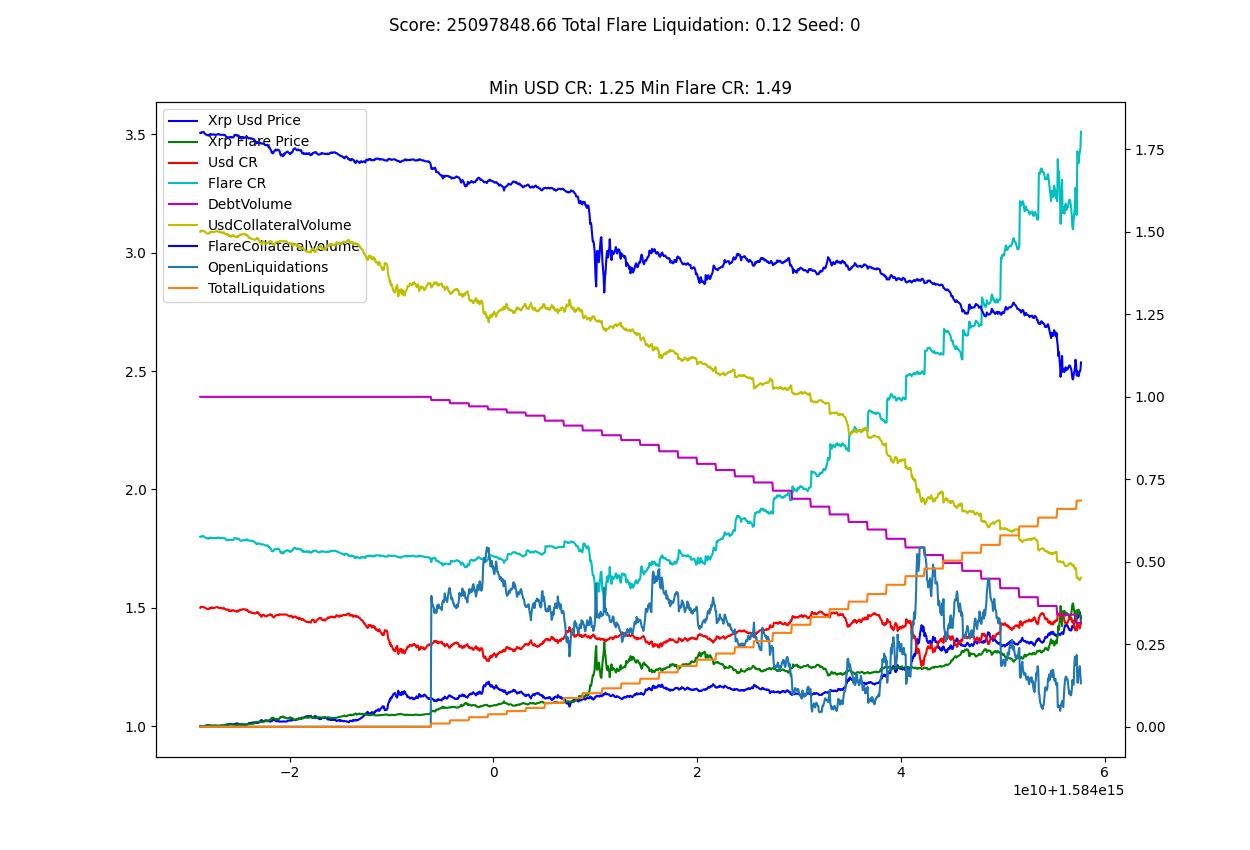 Score: 25097848.66 Total Flare Liquidation: 0.12 Seed: 0
Min USD CR: 1.25 Min Flare CR: 1.49
Xrp Usd Price
Xrp Flare Price
Usd CR
Flare CR
DebtVolume
UsdCollateralVolume
FlareCollateralVolume
OpenLiquidations
TotalLiquidations
3.5
3.0
2.5
2.0
1.5
1.0
1.75
1.50
1.25
1.00
0.75
0.50
0.25
0.00
−2
0
2
4
6
1e10+1.584e15